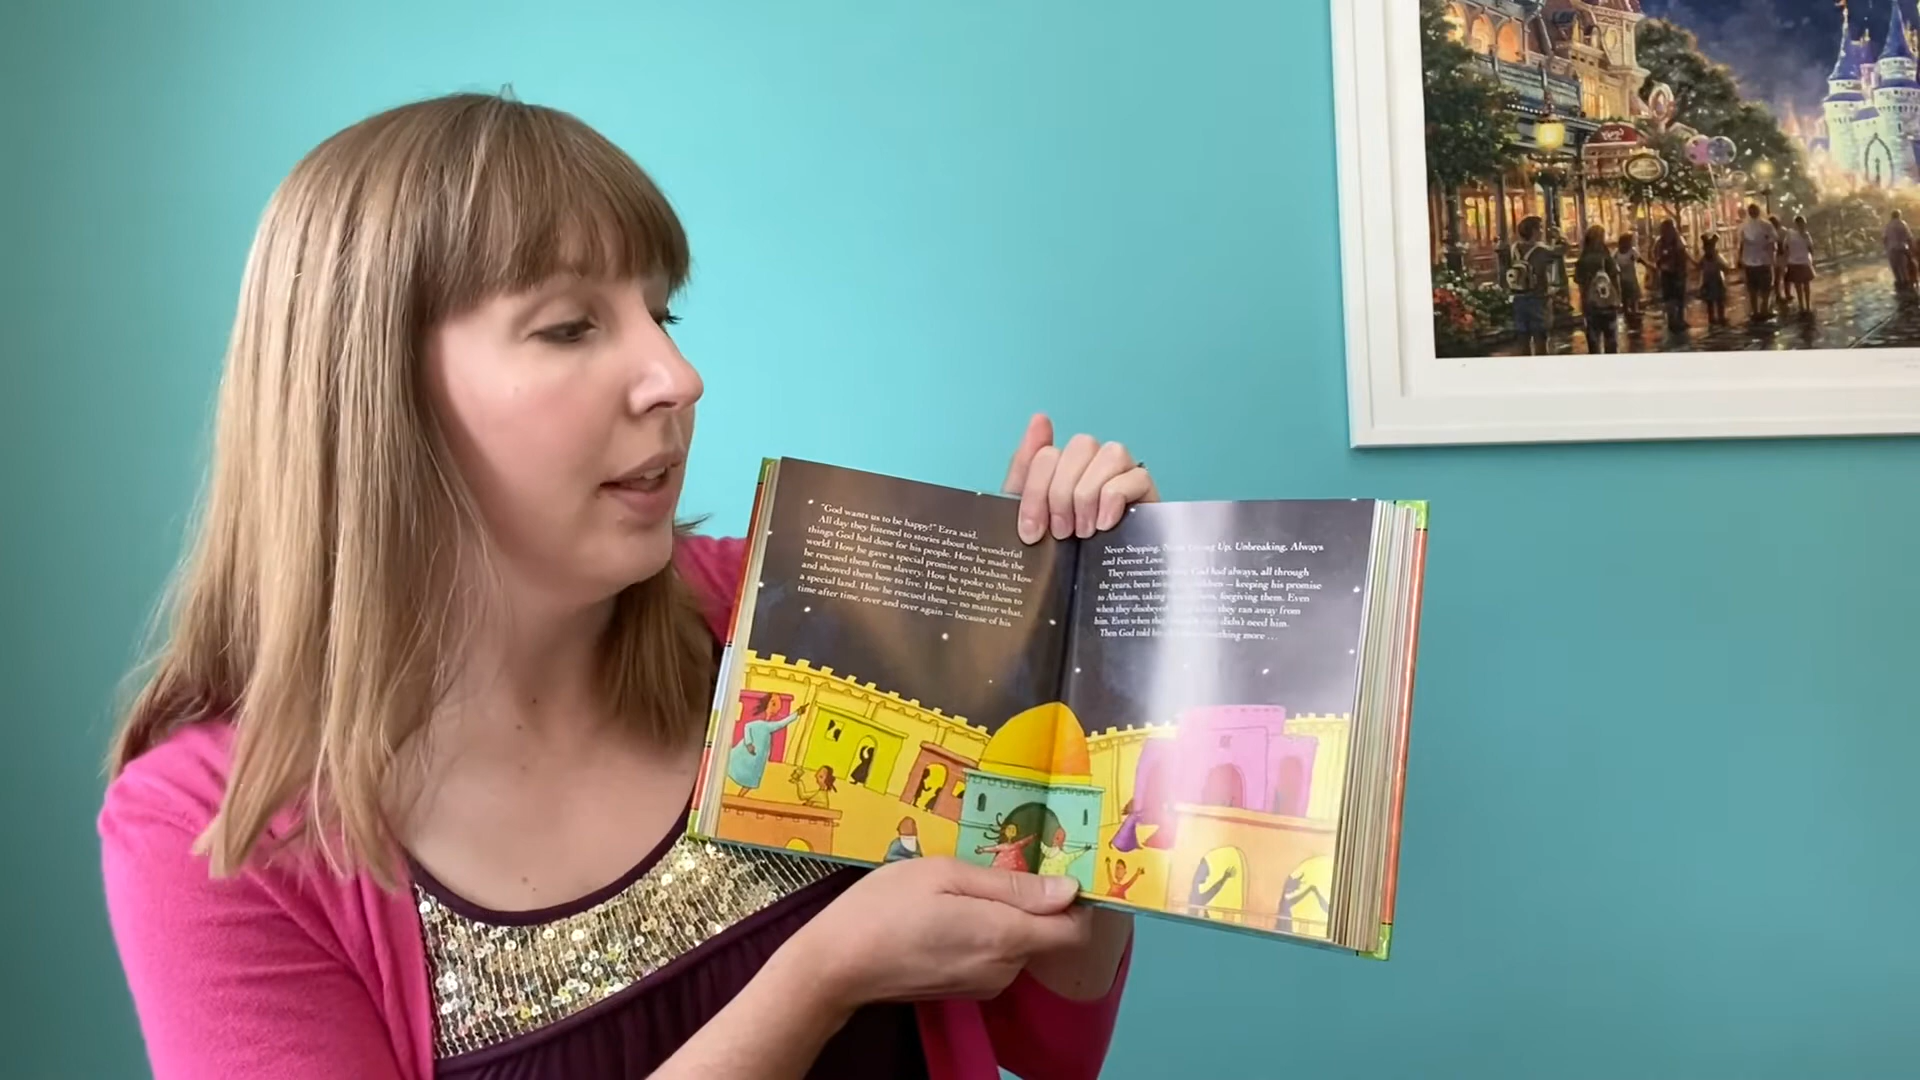 "God wants us to be happy!" Ezra said.
All day they listened to stories about the wonderful
things God had done for his people. How he made the
world. How he gave a special promise to Abraham. How
he rescued them from slavery. How he spoke to Moses
and showed them how to live. How he brought them to
a special land. How he rescued them — no matter what,
time after time, over and over again — because of his
Never Stopping, Up, Unbreaking, Always
and Forever Love.
They remembered God had always, all through
the years, been — keeping his promise
to Abraham, taking forgiving them. Even
when they disobeyed they ran away from
him. Even when they didn't need him.
Then God told more ...